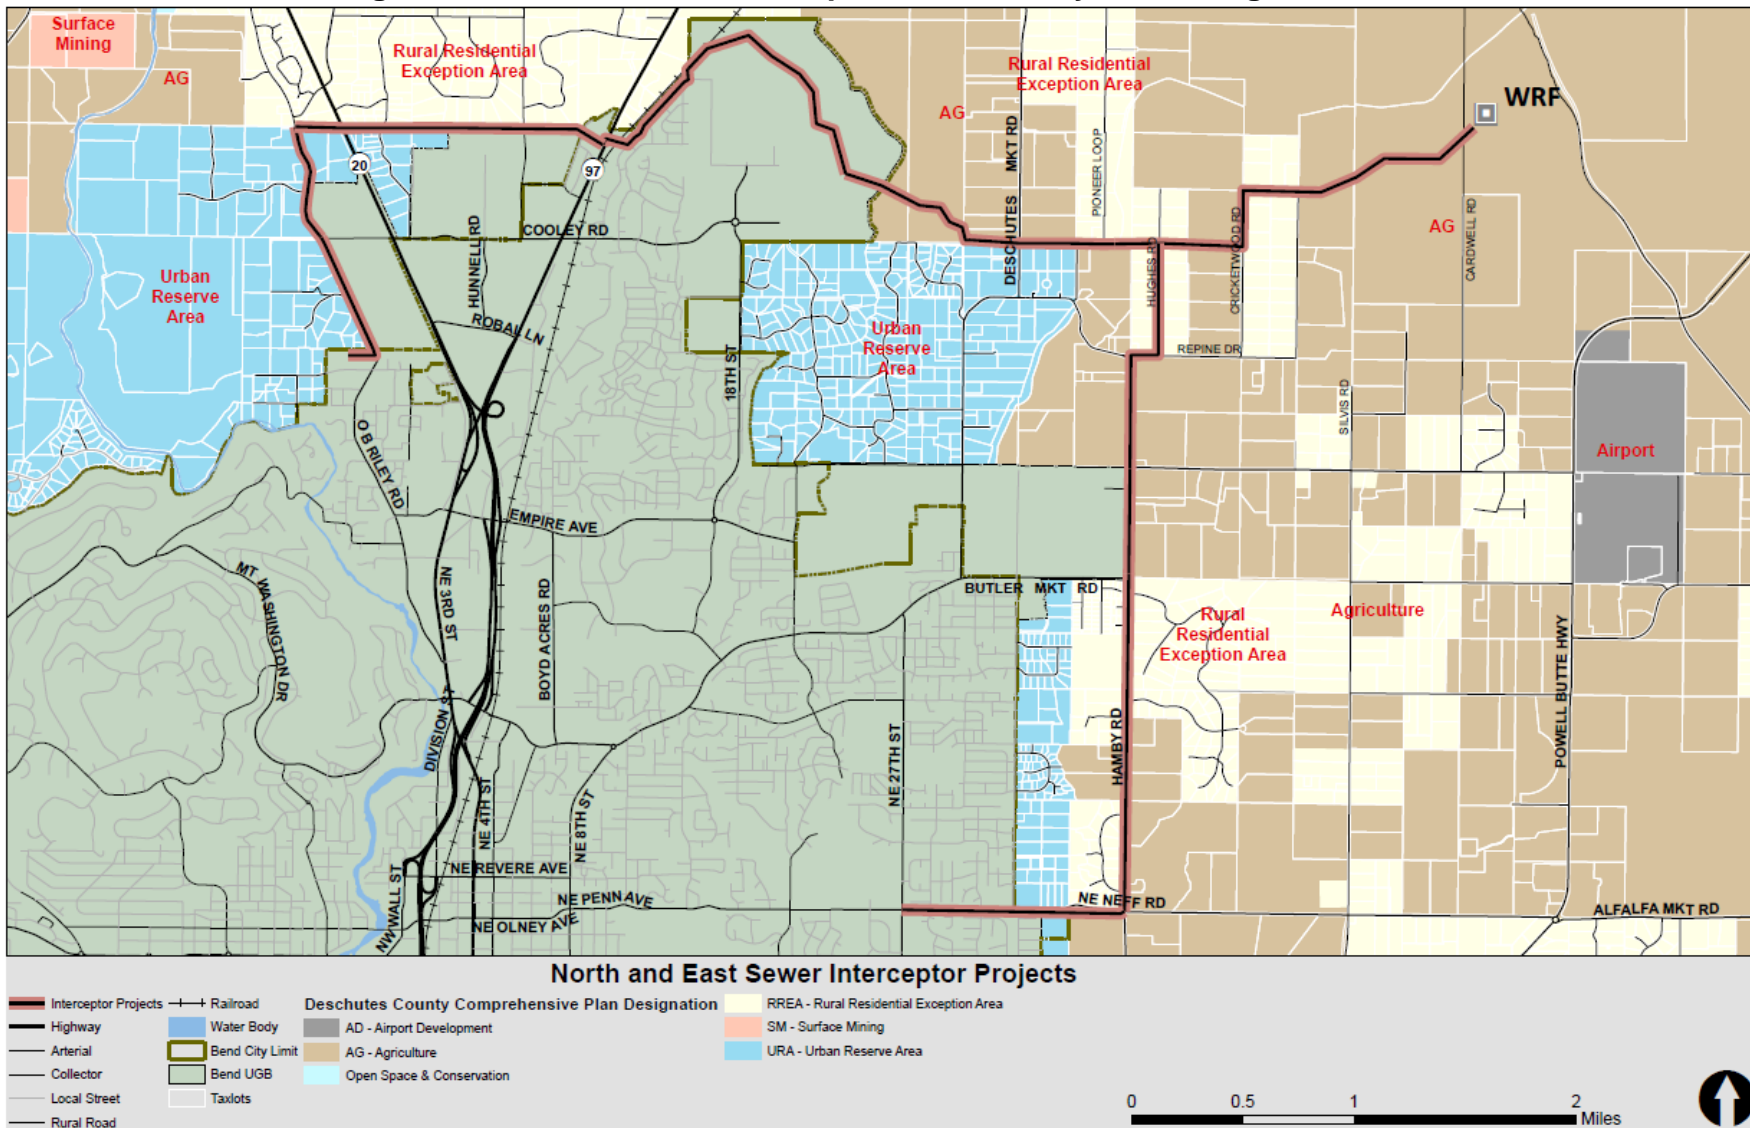 Surface
Mining
AG
Rural Residential
Exception Area
Rural Residential
Exception Area
AG
WRF
DESCHUTES MKT RD
PIONEER LOOP
20
97
HUNNELL RD
COOLEY RD
HUGHES RD
CRICKETWOOD RD
AG
CARDWELL RD
Urban
Reserve
Area
ROBAL LN
18TH ST
Urban
Reserve
Area
REPINE DR
SILVIS RD
O B RILEY RD
Airport
EMPIRE AVE
MT WASHINGTON DR
NE 3RD ST
BOYD ACRES RD
BUTLER MKT RD
Rural
Residential
Exception Area
Agriculture
POWELL BUTTE HWY
DIVISION ST
NE 27TH ST
HAMBY RD
NE 4TH ST
NE 8TH ST
NE REVERE AVE
NW WALL ST
NE PENN AVE
NE OLNEY AVE
NE NEFF RD
ALFALFA MKT RD
North and East Sewer Interceptor Projects
Interceptor Projects
Highway
Arterial
Collector
Local Street
Rural Road
Railroad
Water Body
Bend City Limit
Bend UGB
Taxlots
Deschutes County Comprehensive Plan Designation
AD - Airport Development
AG - Agriculture
Open Space & Conservation
RREA - Rural Residential Exception Area
SM - Surface Mining
URA - Urban Reserve Area
0 0.5 1 2
Miles